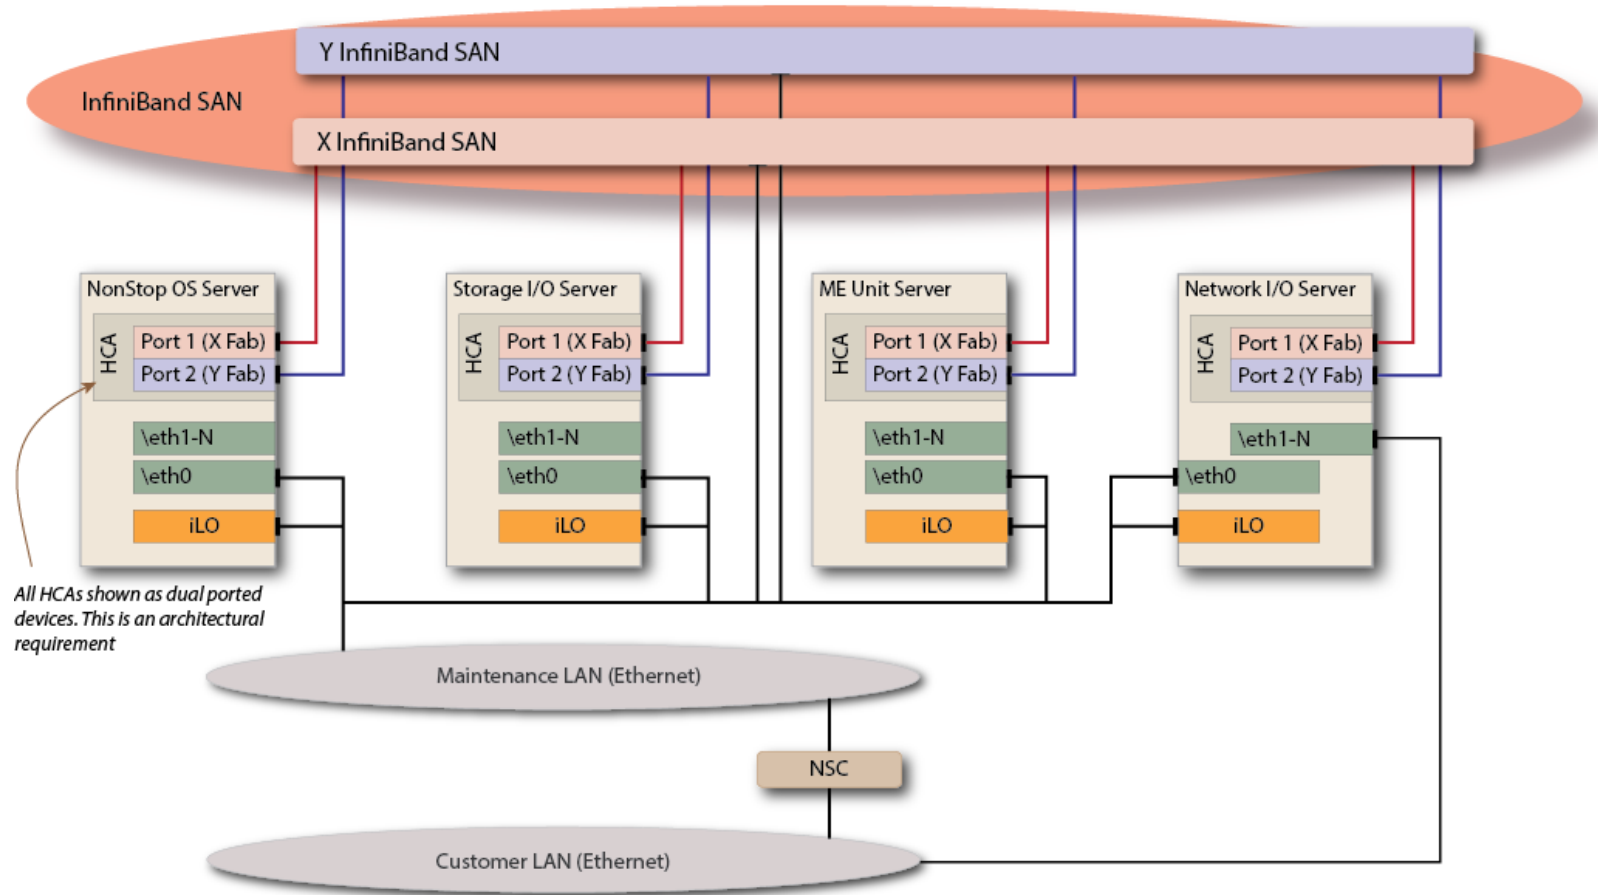 Y InfiniBand SAN
InfiniBand SAN
X InfiniBand SAN
NonStop OS Server
HCA
Port 1 (X Fab)
Port 2 (Y Fab)
\eth1-N
\eth0
iLO
Storage I/O Server
HCA
Port 1 (X Fab)
Port 2 (Y Fab)
\eth1-N
\eth0
iLO
ME Unit Server
HCA
Port 1 (X Fab)
Port 2 (Y Fab)
\eth1-N
\eth0
iLO
Network I/O Server
HCA
Port 1 (X Fab)
Port 2 (Y Fab)
\eth1-N
\eth0
iLO
All HCAs shown as dual ported
devices. This is an architectural
requirement
Maintenance LAN (Ethernet)
NSC
Customer LAN (Ethernet)